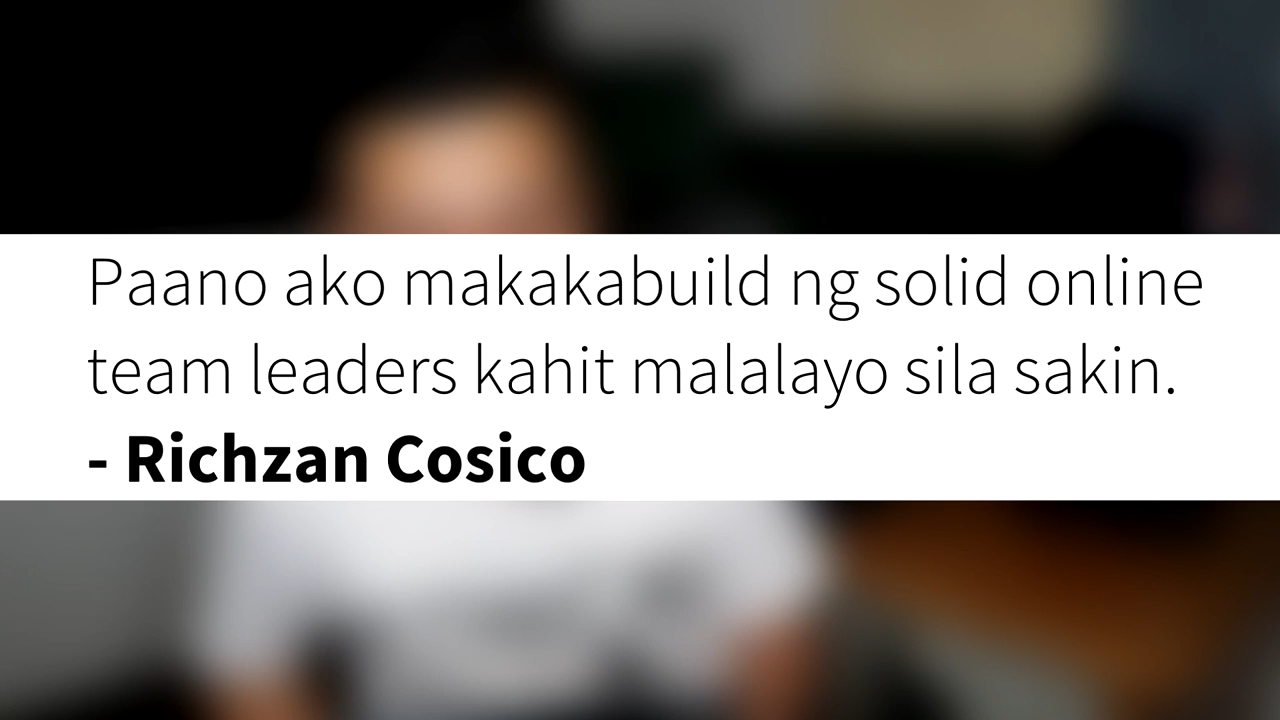 Paano ako makakabuild ng solid online
team leaders kahit malalayo sila sakin.
- Richzan Cosico